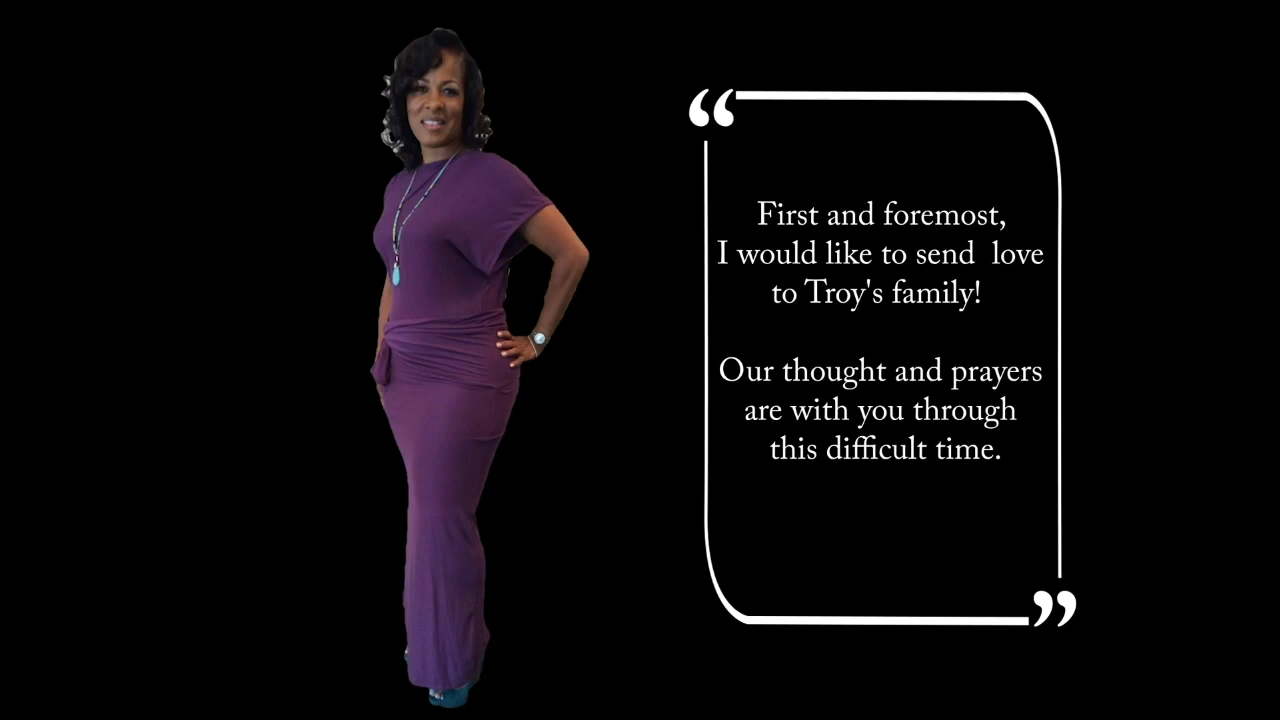 First and foremost,
I would like to send  love
to Troy's family!
Our thought and prayers
are with you through
this difficult time.